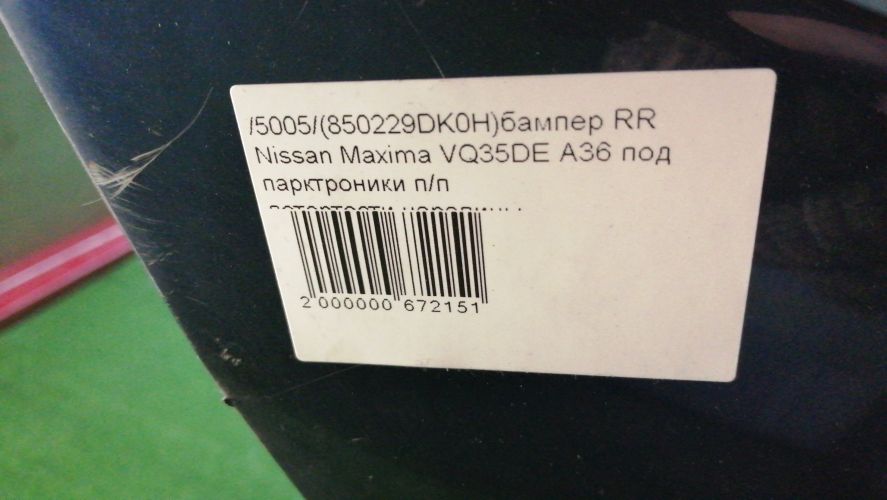 /5005/(850229DK0H)бампер RR
Nissan Maxima VQ35DE A36 под
парктроники п/п
2 000000 672151